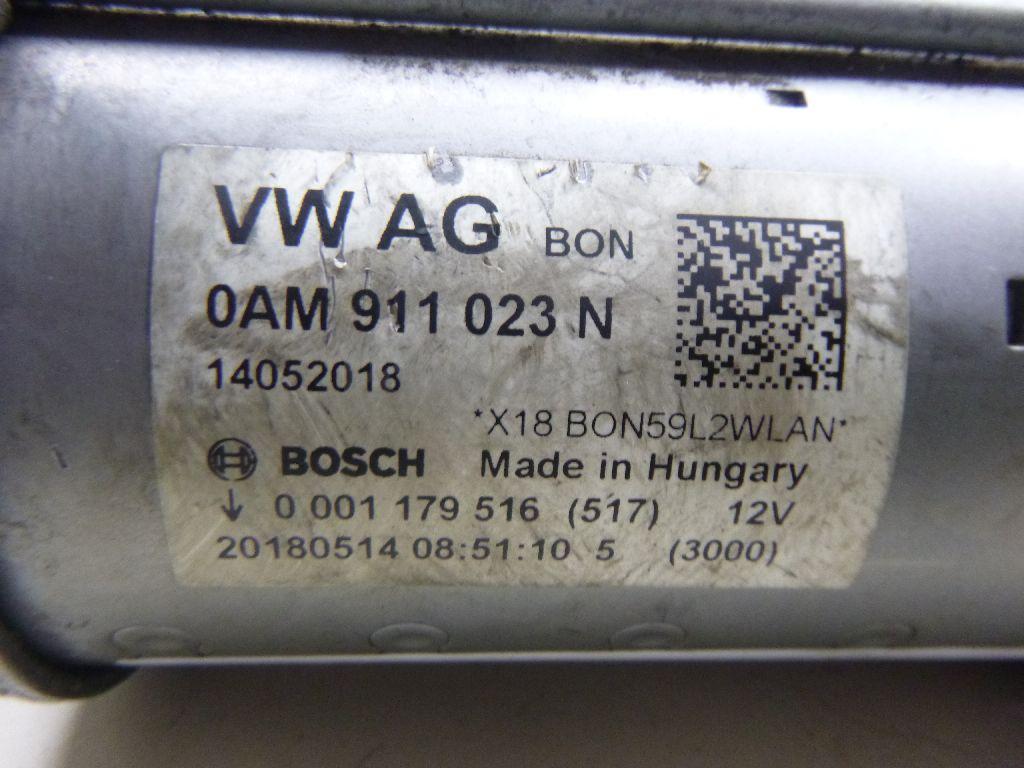 VW AG BON
0AM 911 023 N
14052018
*X18 BON59L2WLAN*
BOSCH Made in Hungary
↓ 0 001 179 516 (517) 12V
20180514 08:51:10 5 (3000)